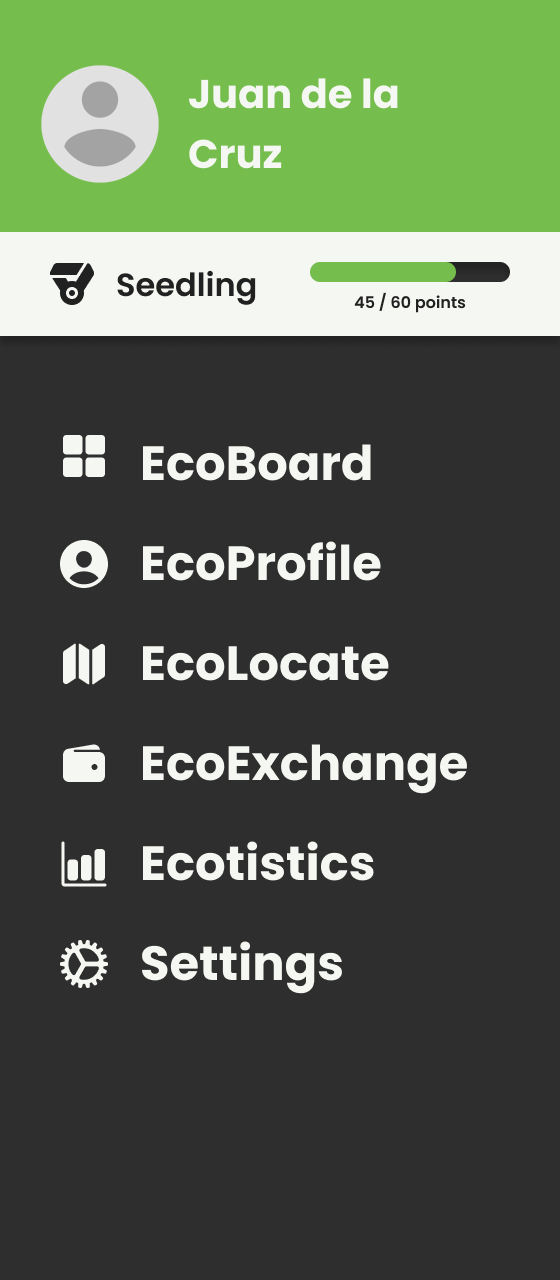 Juan de la
Cruz
Seedling
45 / 60 points
EcoBoard
EcoProfile
EcoLocate
EcoExchange
Ecotistics
Settings